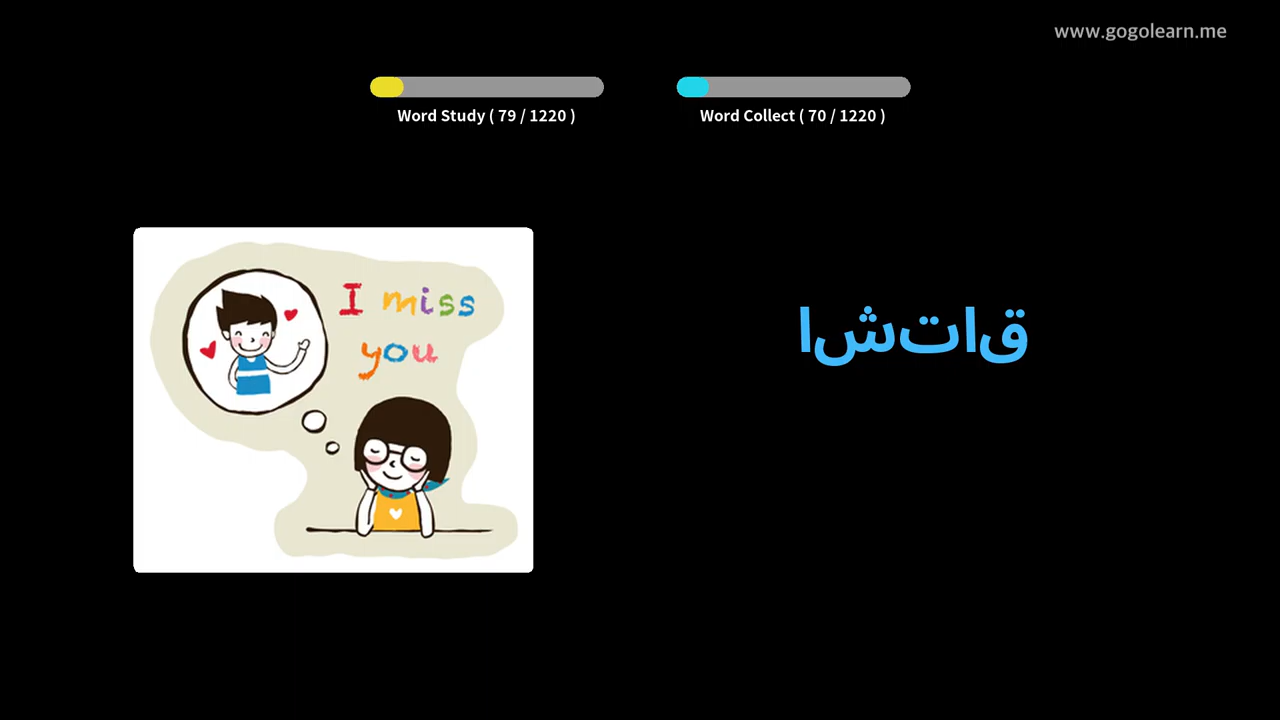 www.gogolearn.me
Word Study ( 79 / 1220 )
Word Collect ( 70 / 1220 )
I miss
you
اشتاق